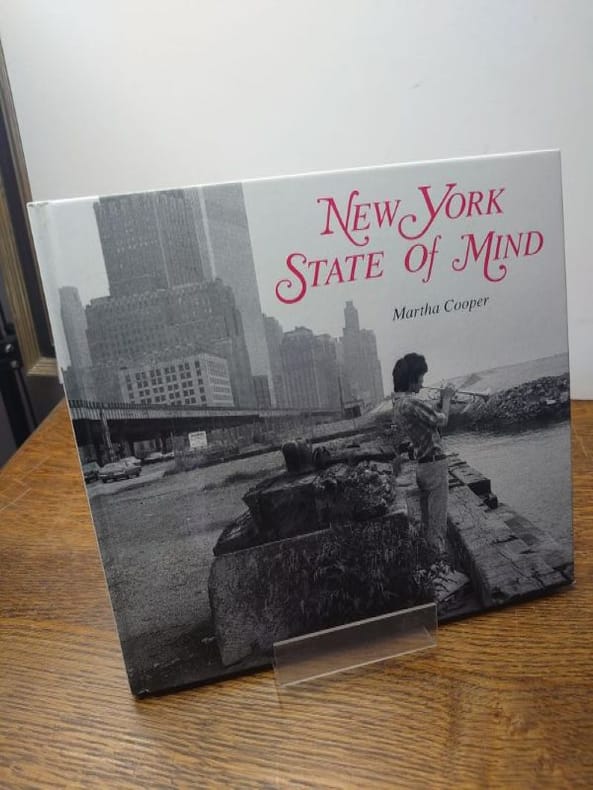 New York
State of Mind
Martha Cooper